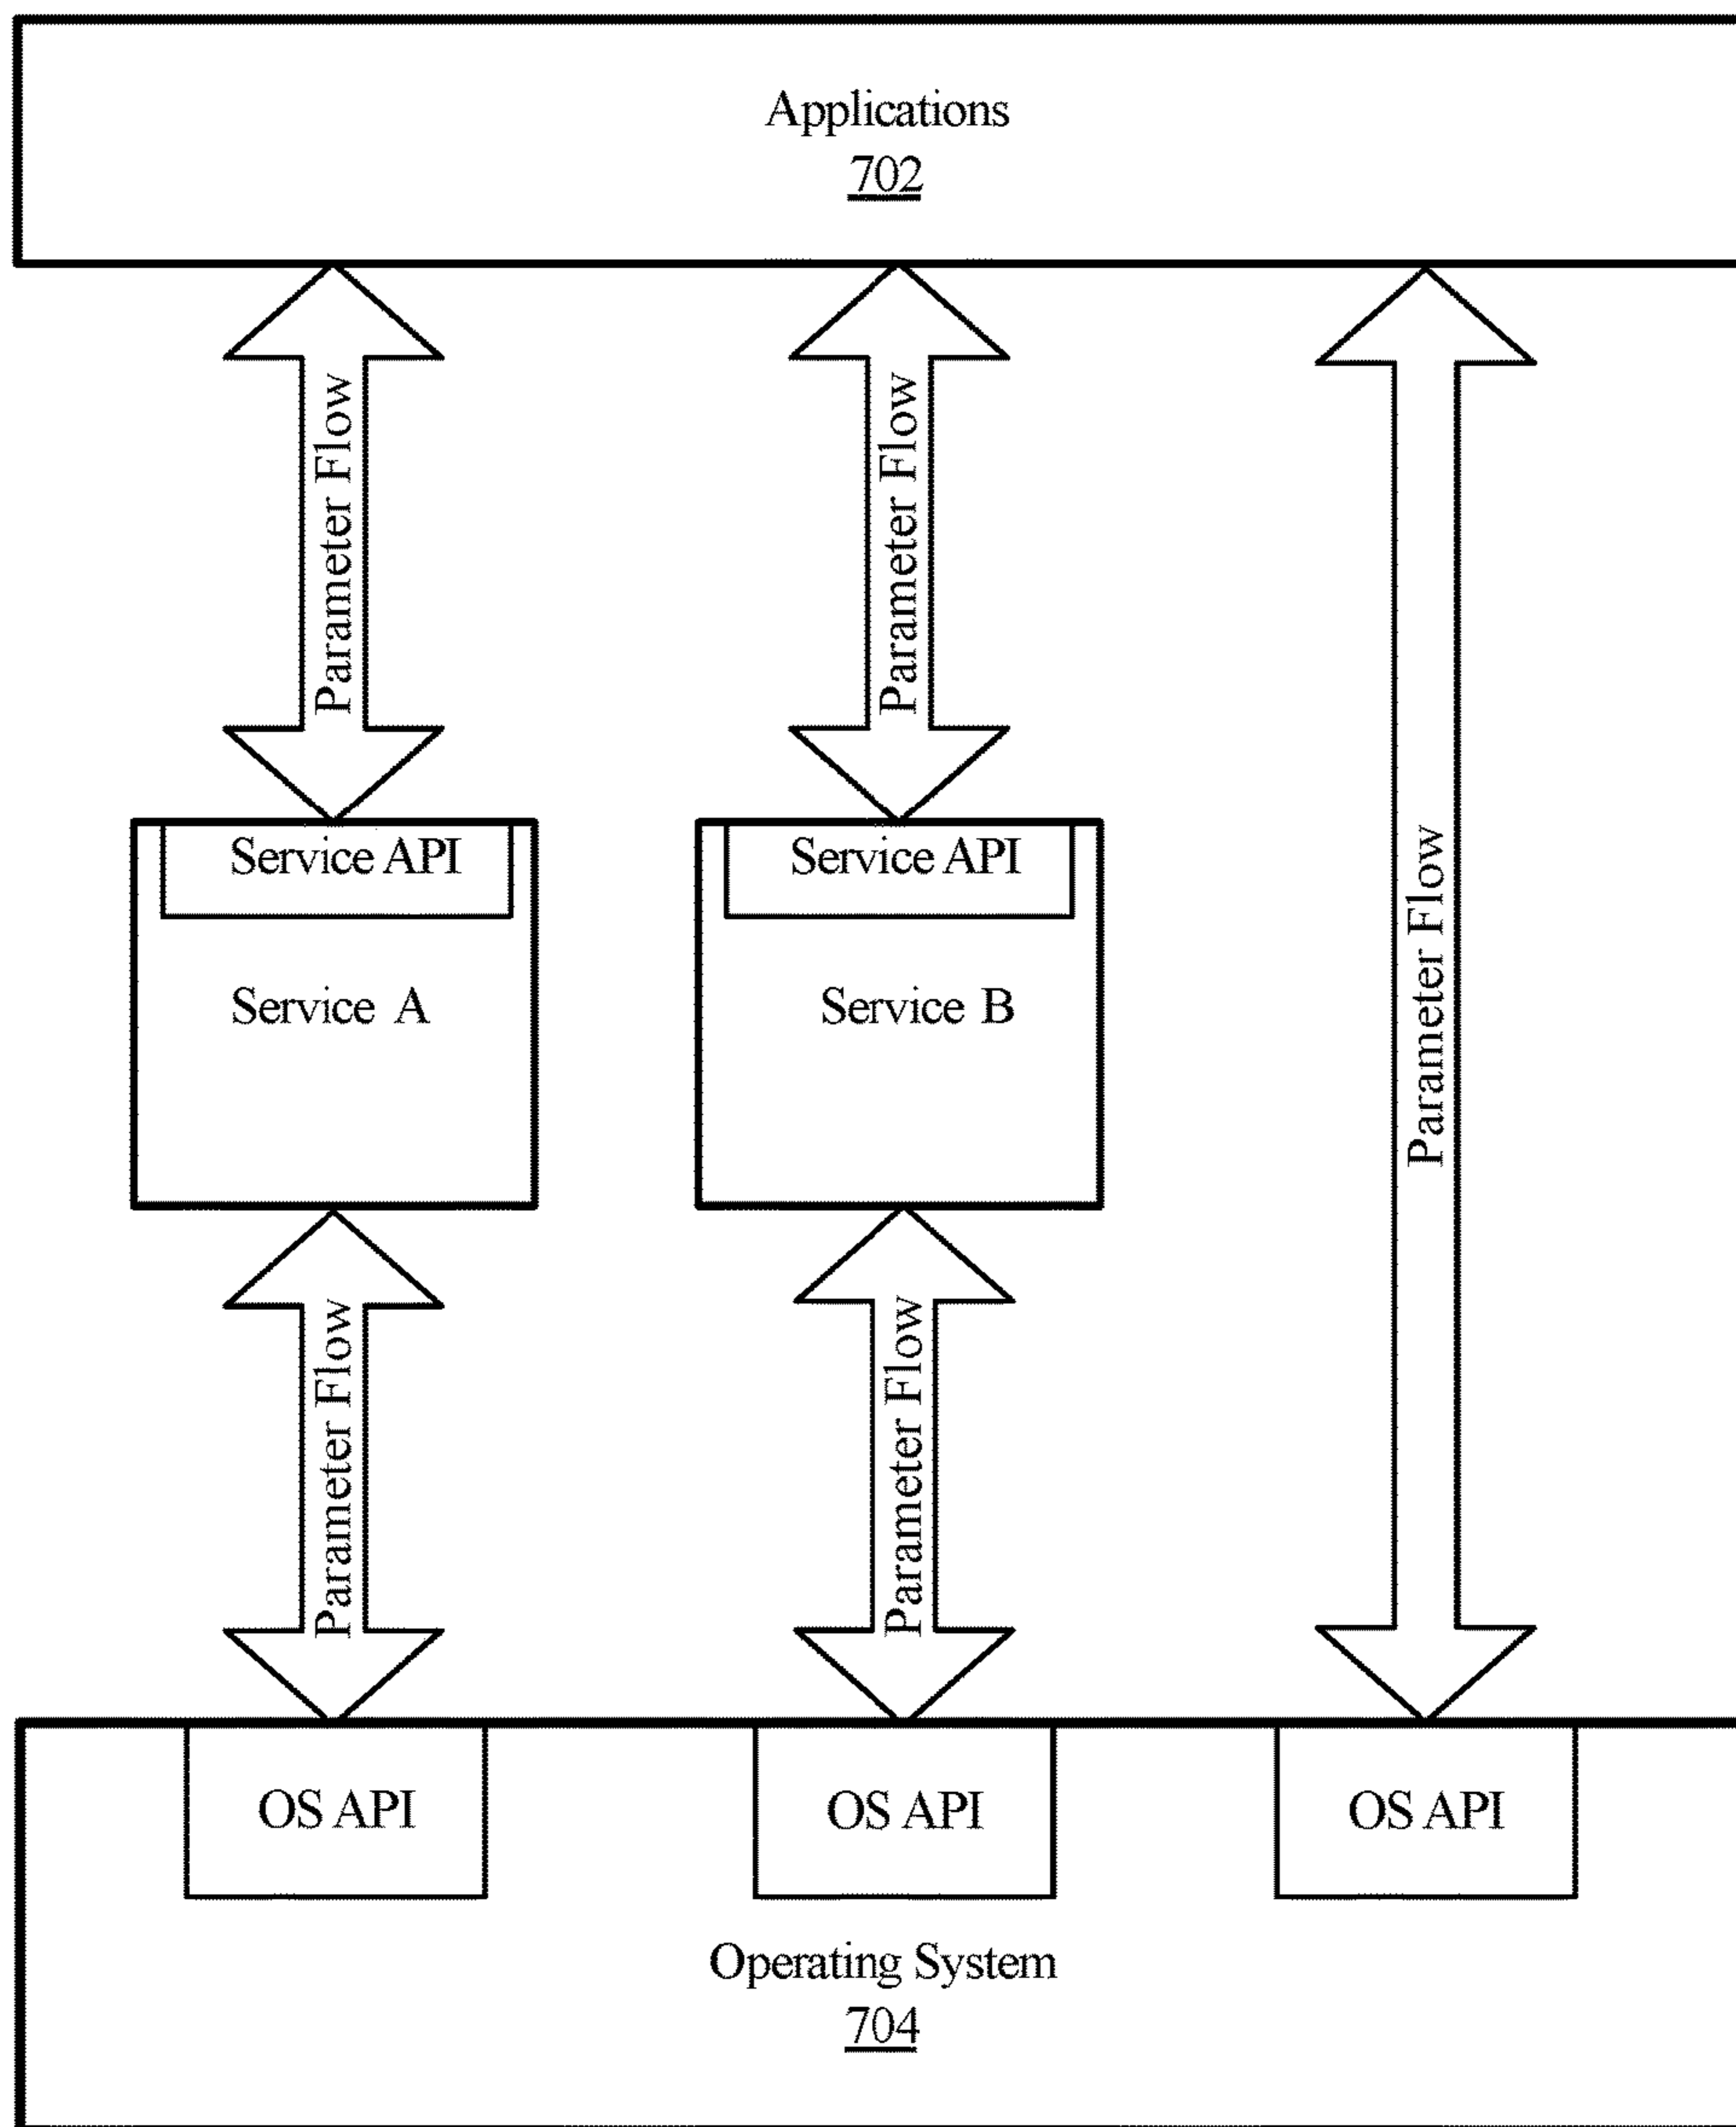 Applications
702
Parameter Flow
Parameter Flow
Parameter Flow
Service API
Service API
Service A
Service B
Parameter Flow
Parameter Flow
OS API
OS API
OS API
Operating System
704